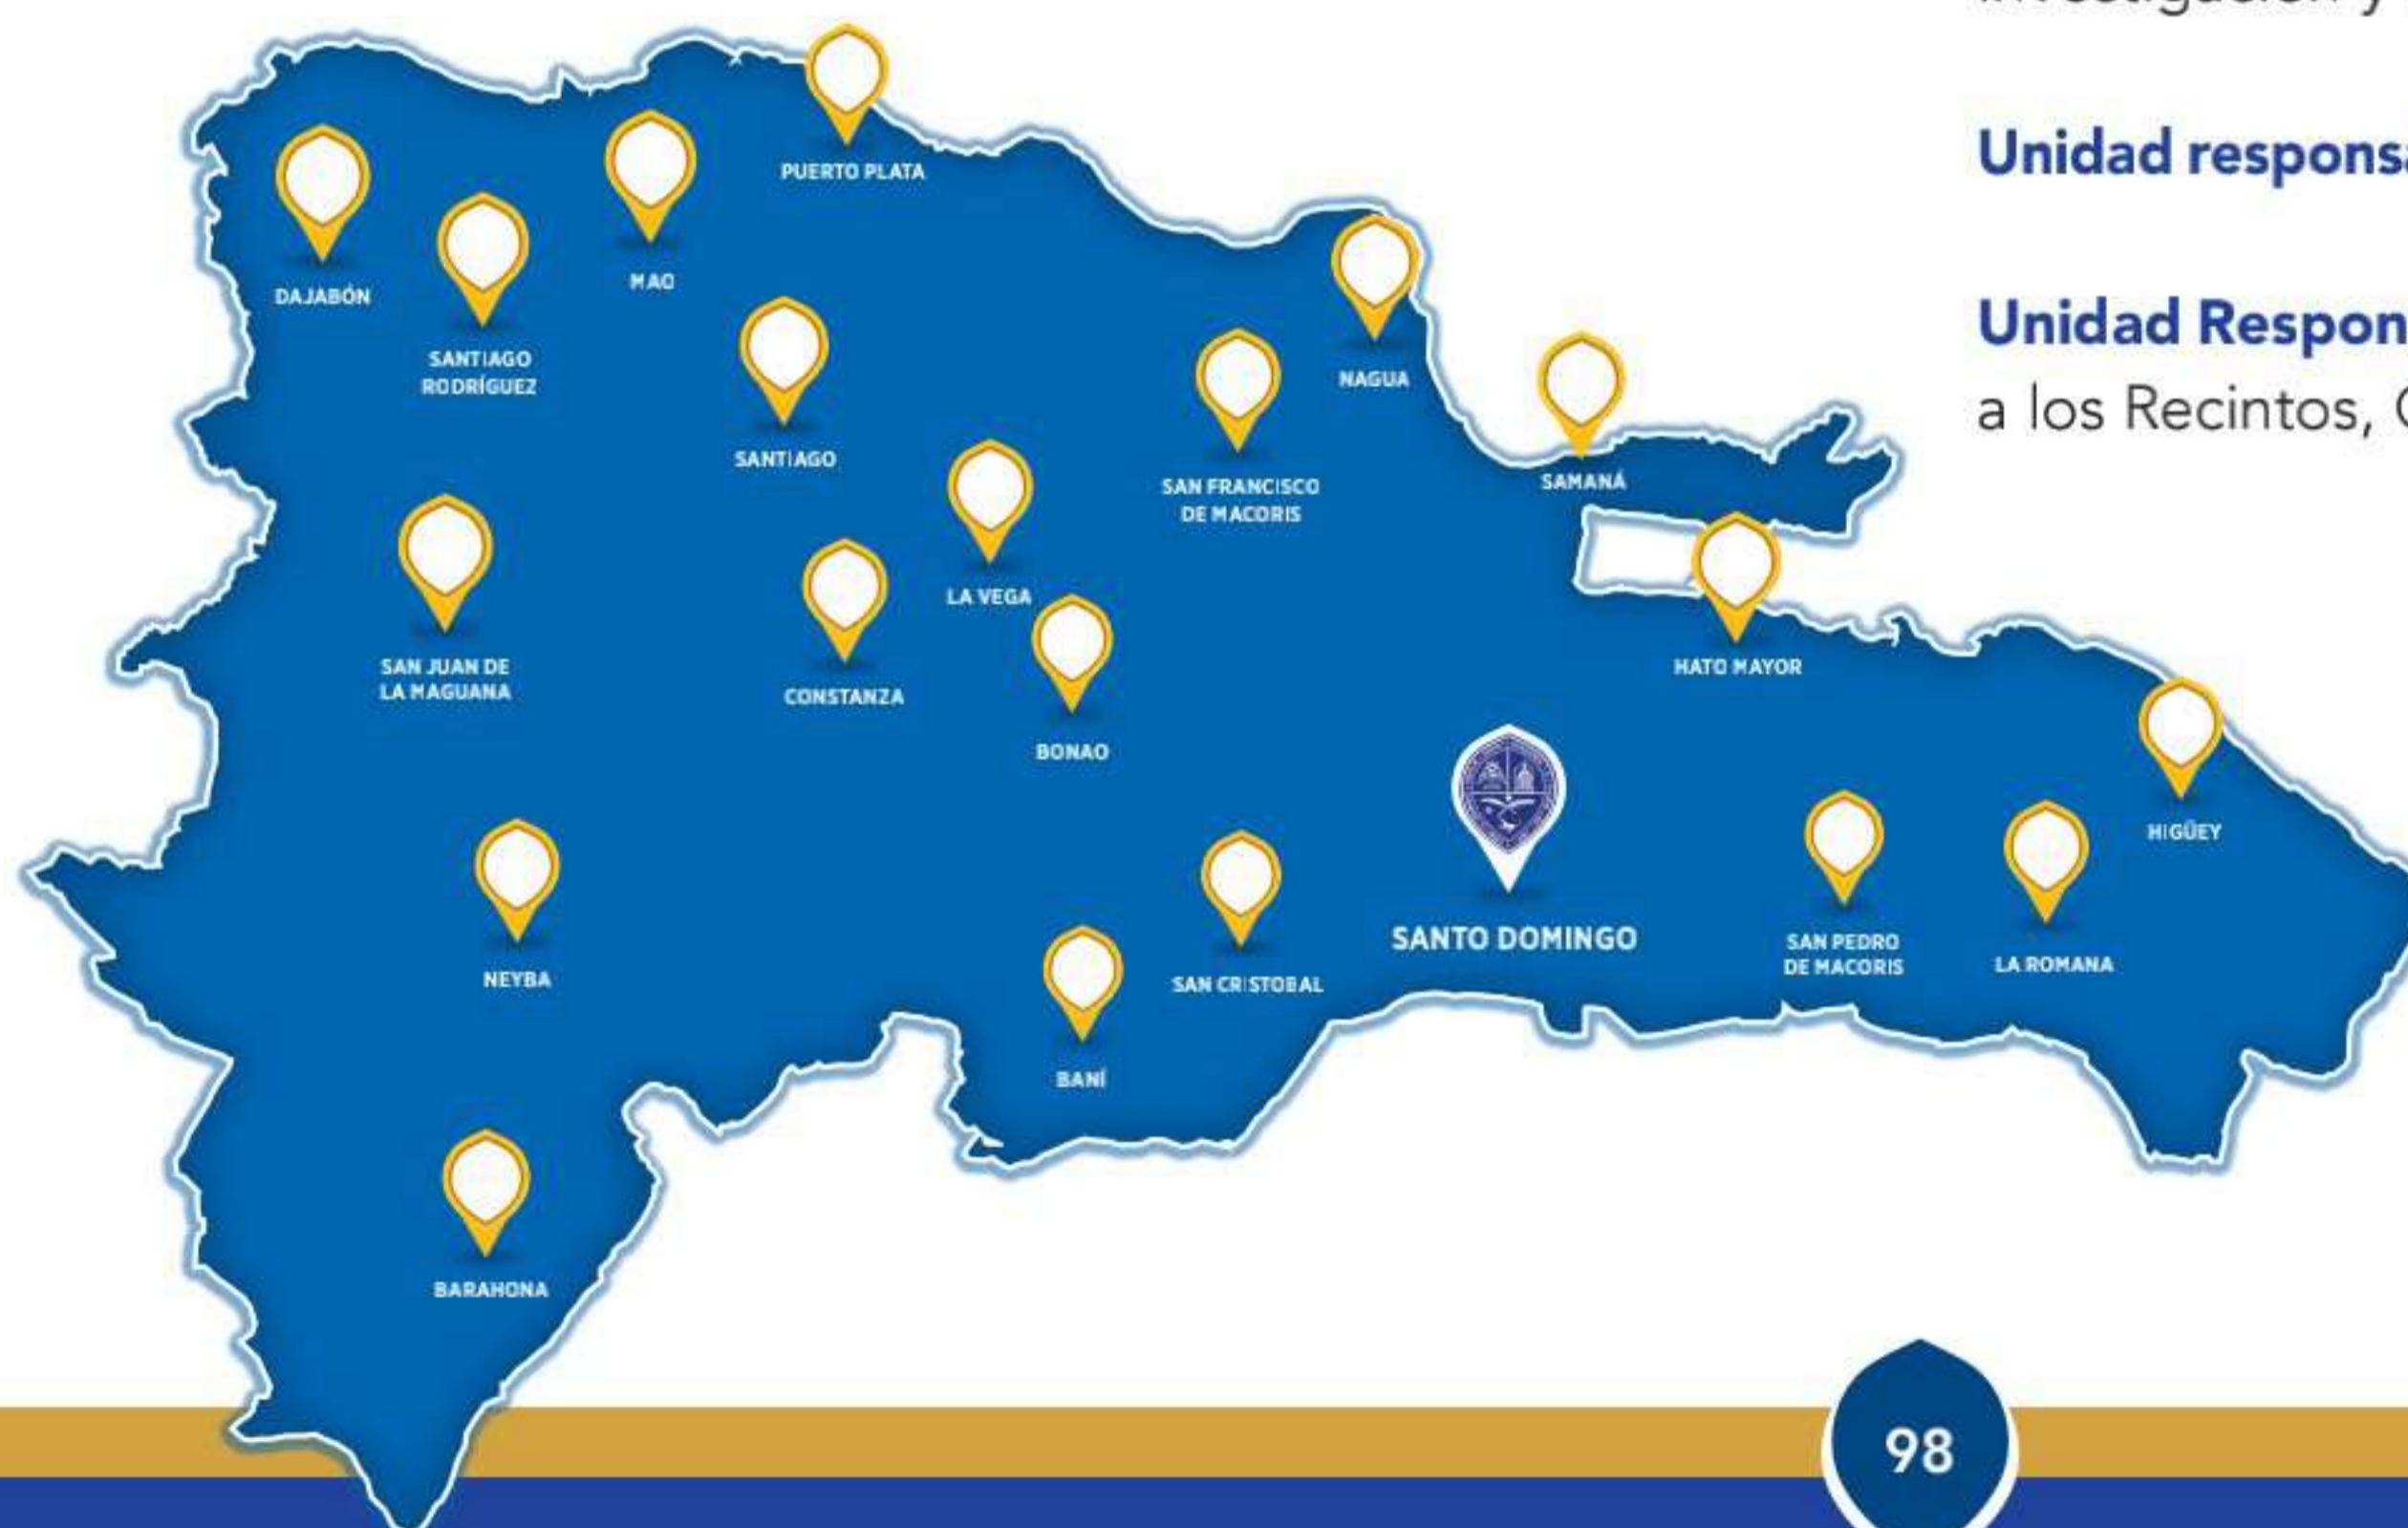 PUERTO PLATA
DAJABÓN
MAO
SANTIAGO
RODRÍGUEZ
NAGUA
SANTIAGO
SAMANÁ
SAN FRANCISCO
DE MACORIS
LA VEGA
SAN JUAN DE
LA MAGUANA
CONSTANZA
HATO MAYOR
BONAO
HIGÜEY
SANTO DOMINGO
SAN PEDRO
DE MACORIS
LA ROMANA
NEYBA
SAN CRISTOBAL
BANÍ
BARAHONA
Unidad
Unidad
a los Recintos,
98